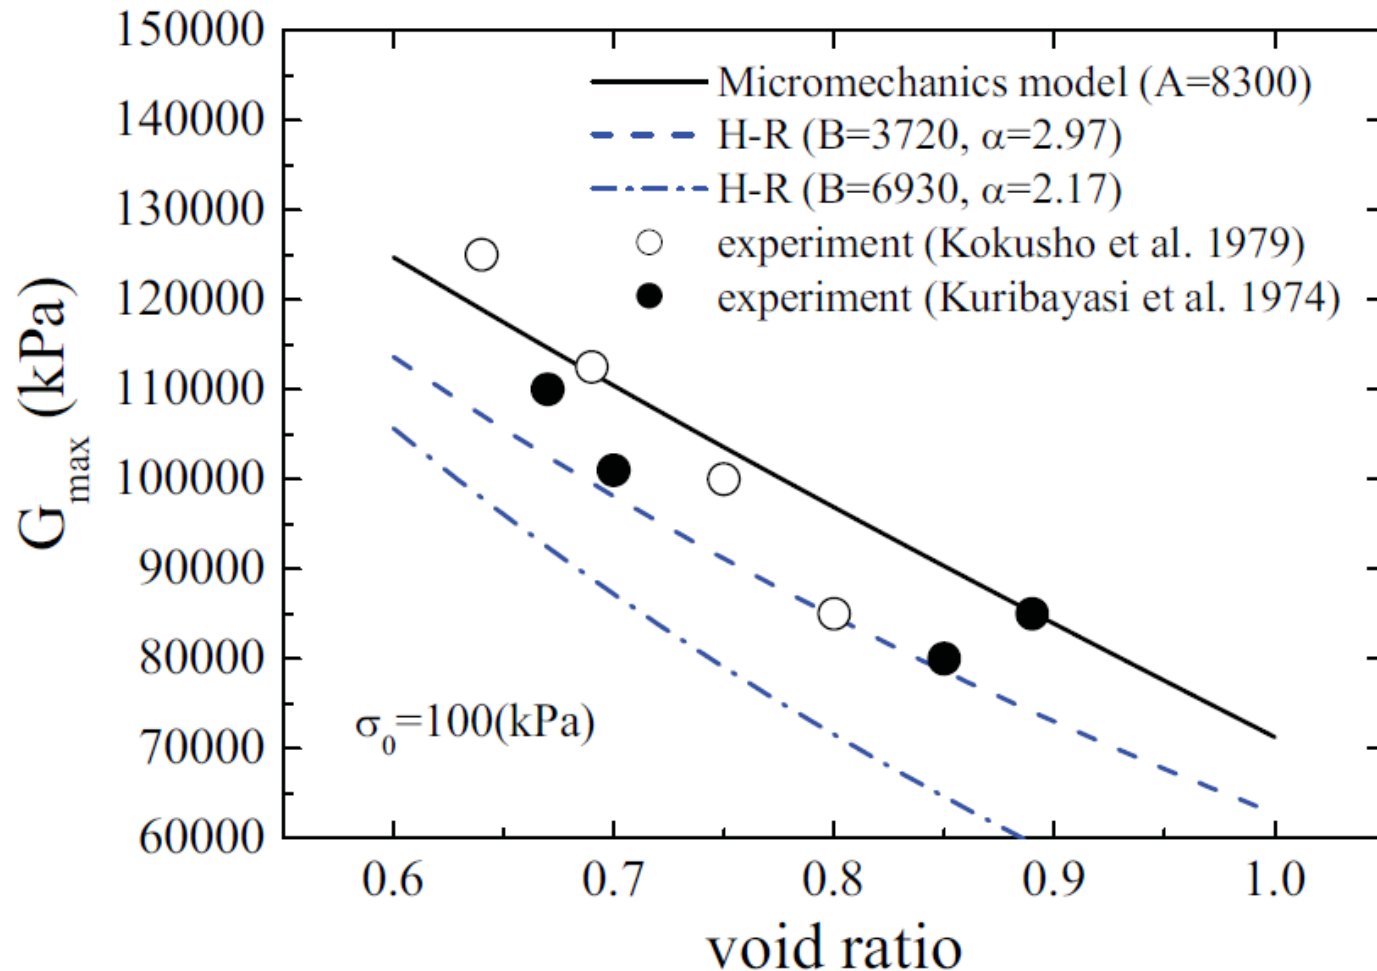 150000
140000
130000
120000
110000
100000
90000
80000
70000
60000
G_max (kPa)
Micromechanics model (A=8300)
H-R (B=3720, α=2.97)
H-R (B=6930, α=2.17)
experiment (Kokusho et al. 1979)
experiment (Kuribayasi et al. 1974)
σ₀=100(kPa)
0.6 0.7 0.8 0.9 1.0
void ratio